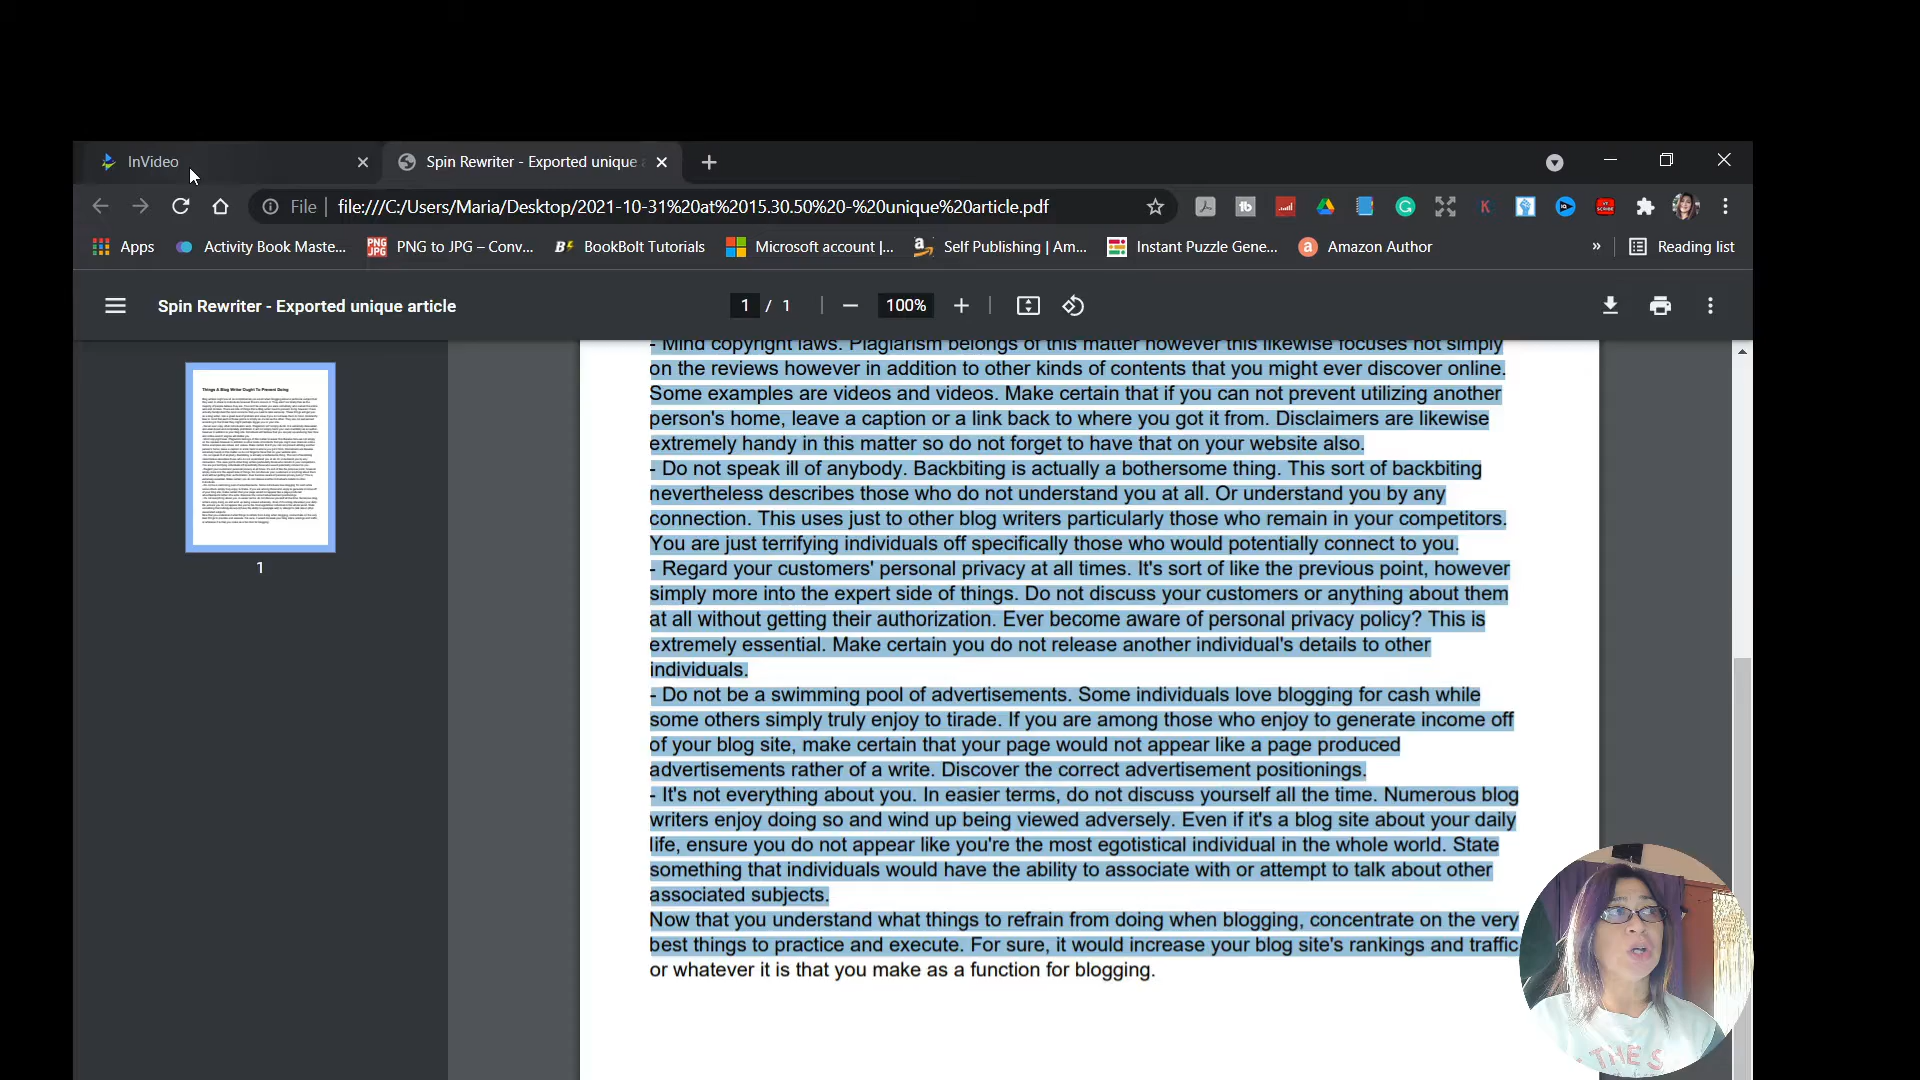 InVideo
Spin Rewriter - Exported unique
File
file:///C:/Users/Maria/Desktop/2021-10-31%20at%2015.30.50%20-%20unique%20article.pdf
Apps
Activity Book Maste...
PNG to JPG – Conv...
BookBolt Tutorials
Microsoft account |...
Self Publishing | Am...
Instant Puzzle Gene...
Amazon Author
»
Reading list
Spin Rewriter - Exported unique article
1 / 1
100%
Things A Blog Writer Ought To Prevent Doing
1
- Mind copyright laws. Plagiarism belongs of this matter however this likewise focuses not simply
on the reviews however in addition to other kinds of contents that you might ever discover online.
Some examples are videos and videos. Make certain that if you can not prevent utilizing another
person's home, leave a caption or a link back to where you got it from. Disclaimers are likewise
extremely handy in this matter so do not forget to have that on your website also.
- Do not speak ill of anybody. Backbiting is actually a bothersome thing. This sort of backbiting
nevertheless describes those who do not understand you at all. Or understand you by any
connection. This uses just to other blog writers particularly those who remain in your competitors.
You are just terrifying individuals off specifically those who would potentially connect to you.
- Regard your customers' personal privacy at all times. It's sort of like the previous point, however
simply more into the expert side of things. Do not discuss your customers or anything about them
at all without getting their authorization. Ever become aware of personal privacy policy? This is
extremely essential. Make certain you do not release another individual's details to other
individuals.
- Do not be a swimming pool of advertisements. Some individuals love blogging for cash while
some others simply truly enjoy to tirade. If you are among those who enjoy to generate income off
of your blog site, make certain that your page would not appear like a page produced
advertisements rather of a write. Discover the correct advertisement positionings.
- It's not everything about you. In easier terms, do not discuss yourself all the time. Numerous blog
writers enjoy doing so and wind up being viewed adversely. Even if it's a blog site about your daily
life, ensure you do not appear like you're the most egotistical individual in the whole world. State
something that individuals would have the ability to associate with or attempt to talk about other
associated subjects.
Now that you understand what things to refrain from doing when blogging, concentrate on the very
best things to practice and execute. For sure, it would increase your blog site's rankings and traffic
or whatever it is that you make as a function for blogging.